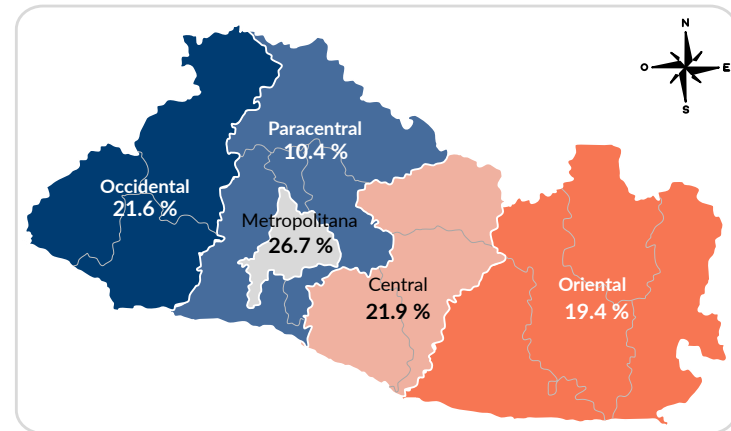 N
O
E
S
Paracentral
10.4 %
Occidental
21.6 %
Metropolitana
26.7 %
Central
21.9 %
Oriental
19.4 %